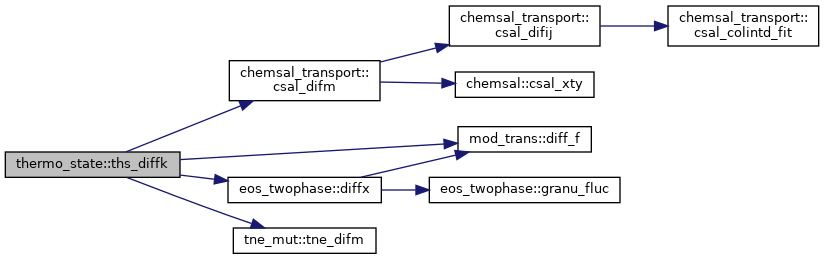 chemsal_transport::
csal_difij
chemsal_transport::
csal_colintd_fit
chemsal_transport::
csal_difm
chemsal::csal_xty
mod_trans::diff_f
thermo_state::ths_diffk
eos_twophase::diffx
eos_twophase::granu_fluc
tne_mut::tne_difm